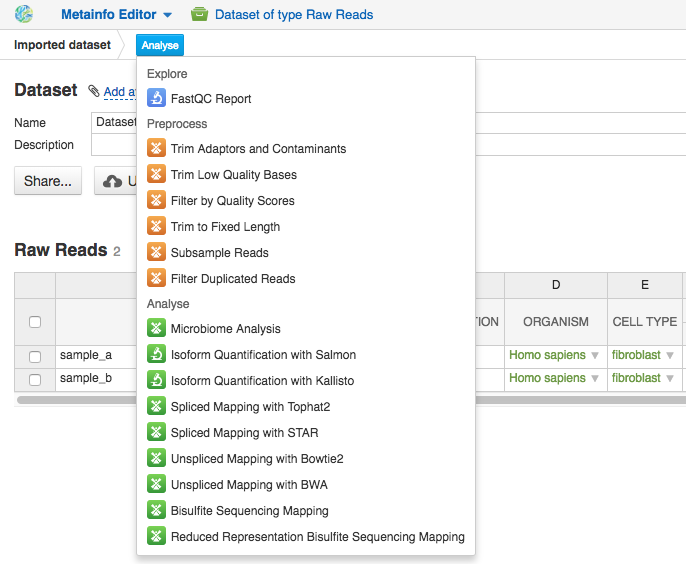 Metainfo Editor Dataset of type Raw Reads
Imported dataset Analyse
Explore
Dataset Add a
FastQC Report
Name Dataset
Preprocess
Description
Trim Adaptors and Contaminants
Share... U
Trim Low Quality Bases
Filter by Quality Scores
Trim to Fixed Length
Raw Reads 2
Subsample Reads
Filter Duplicated Reads
D E
Analyse
TION ORGANISM CELL TYPE
Microbiome Analysis
sample_a Isoform Quantification with Salmon Homo sapiens fibroblast
sample_b Isoform Quantification with Kallisto Homo sapiens fibroblast
Spliced Mapping with Tophat2
Spliced Mapping with STAR
Unspliced Mapping with Bowtie2
Unspliced Mapping with BWA
Bisulfite Sequencing Mapping
Reduced Representation Bisulfite Sequencing Mapping